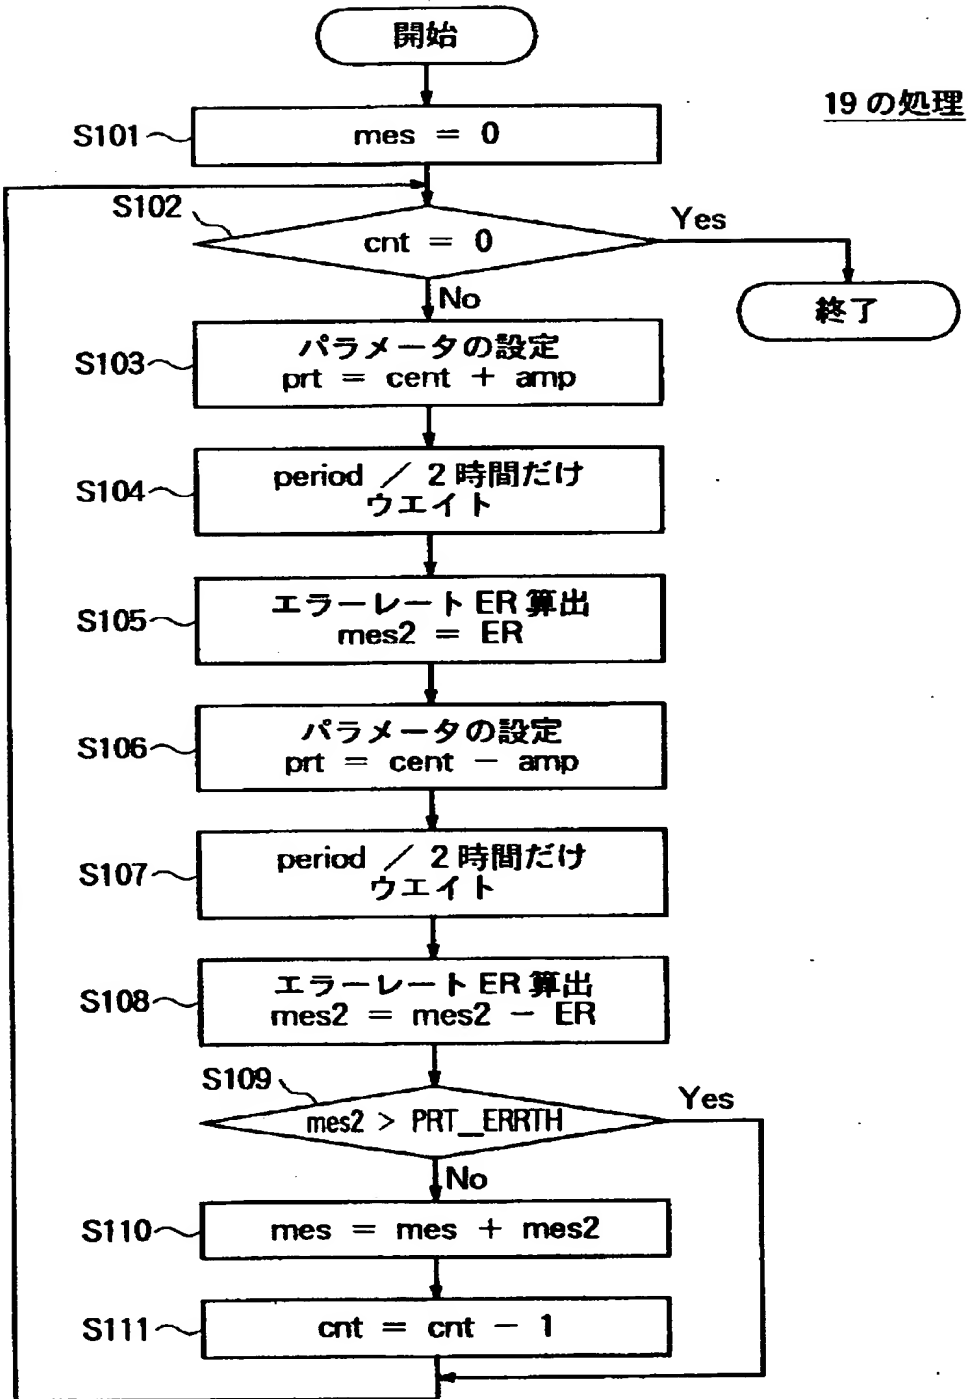 開始
19 の処理
S101
mes = 0
S102
cnt = 0
Yes
No
終了
S103
パラメータの設定
prt = cent + amp
S104
period / 2 時間だけ
ウエイト
S105
エラーレート ER 算出
mes2 = ER
S106
パラメータの設定
prt = cent - amp
S107
period / 2 時間だけ
ウエイト
S108
エラーレート ER 算出
mes2 = mes2 - ER
S109
mes2 > PRT_ERRTH
Yes
No
S110
mes = mes + mes2
S111
cnt = cnt - 1